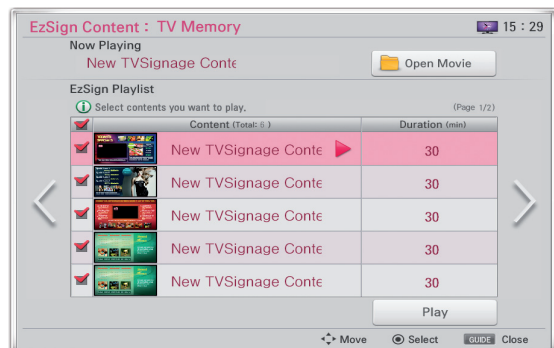 EzSign Content : TV Memory
15 : 29
Now Playing
New TVSignage Conte
Open Movie
EzSign Playlist
Select contents you want to play.
(Page 1/2)
Content (Total: 6 )
Duration (min)
New TVSignage Conte
30
New TVSignage Conte
30
New TVSignage Conte
30
New TVSignage Conte
30
New TVSignage Conte
30
Play
Move
Select
GUIDE Close